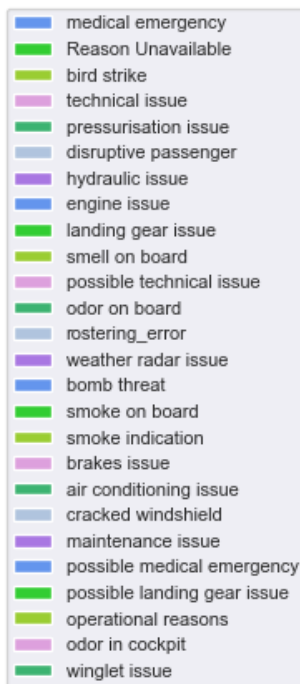 medical emergency
Reason Unavailable
bird strike
technical issue
pressurisation issue
disruptive passenger
hydraulic issue
engine issue
landing gear issue
smell on board
possible technical issue
odor on board
rostering_error
weather radar issue
bomb threat
smoke on board
smoke indication
brakes issue
air conditioning issue
cracked windshield
maintenance issue
possible medical emergency
possible landing gear issue
operational reasons
odor in cockpit
winglet issue